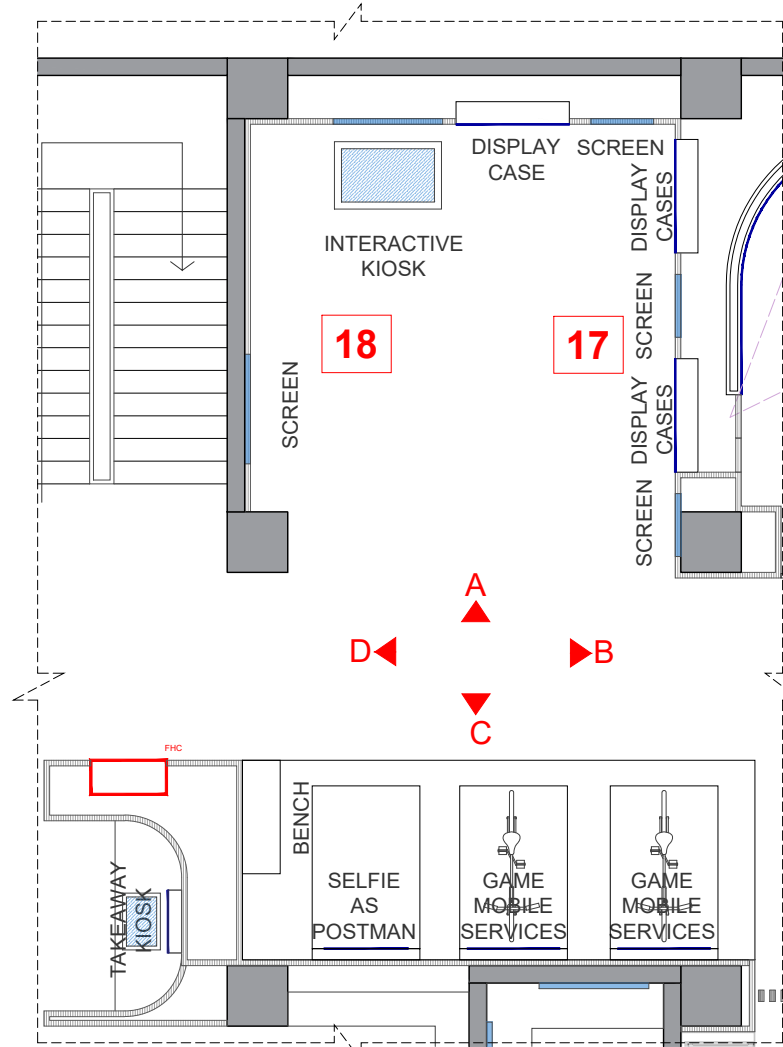 DISPLAY
CASE
SCREEN
DISPLAY
CASES
INTERACTIVE
KIOSK
SCREEN
18
17
SCREEN
DISPLAY
CASES
SCREEN
A
D
B
C
FHC
BENCH
TAKEAWAY
KIOSK
SELFIE
AS
POSTMAN
GAME
MOBILE
SERVICES
GAME
MOBILE
SERVICES